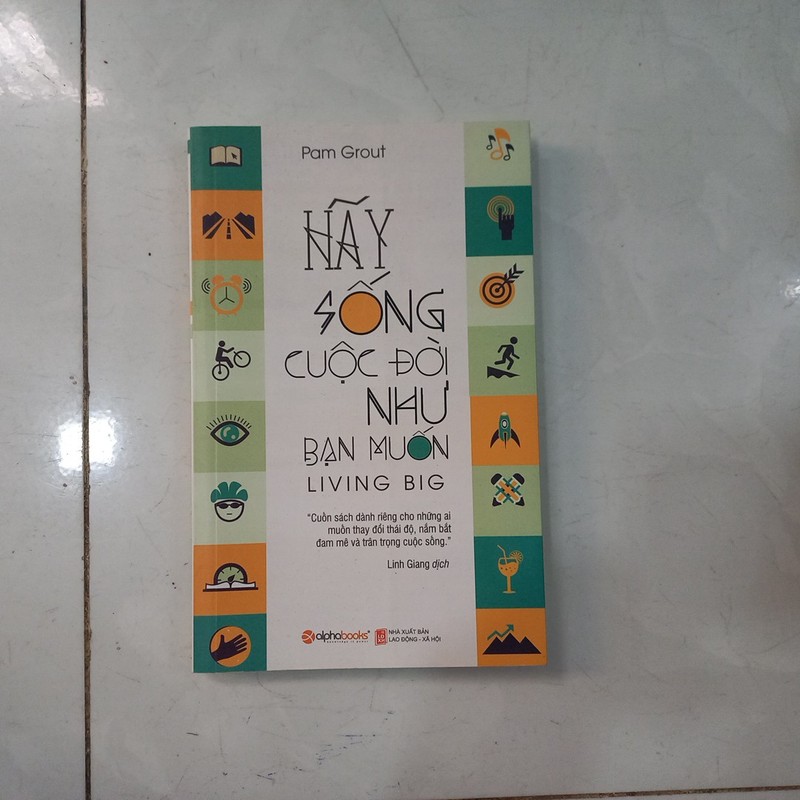 Pam Grout
HÃY
SỐNG
CUỘC ĐỜI
NHƯ
BẠN MUỐN
LIVING BIG
“Cuốn sách dành riêng cho những ai
muốn thay đổi thái độ, nắm bắt
đam mê và trân trọng cuộc sống.”
Linh Giang dịch
alphabooks®
NHÀ XUẤT BẢN
LAO ĐỘNG - XÃ HỘI